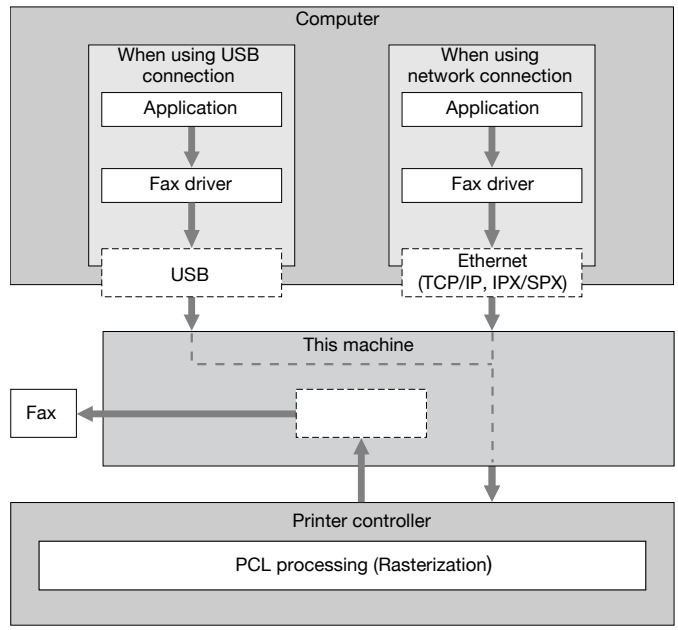 Computer
When using USB
connection
Application
Fax driver
USB
When using
network connection
Application
Fax driver
Ethernet
(TCP/IP, IPX/SPX)
This machine
Fax
Printer controller
PCL processing (Rasterization)